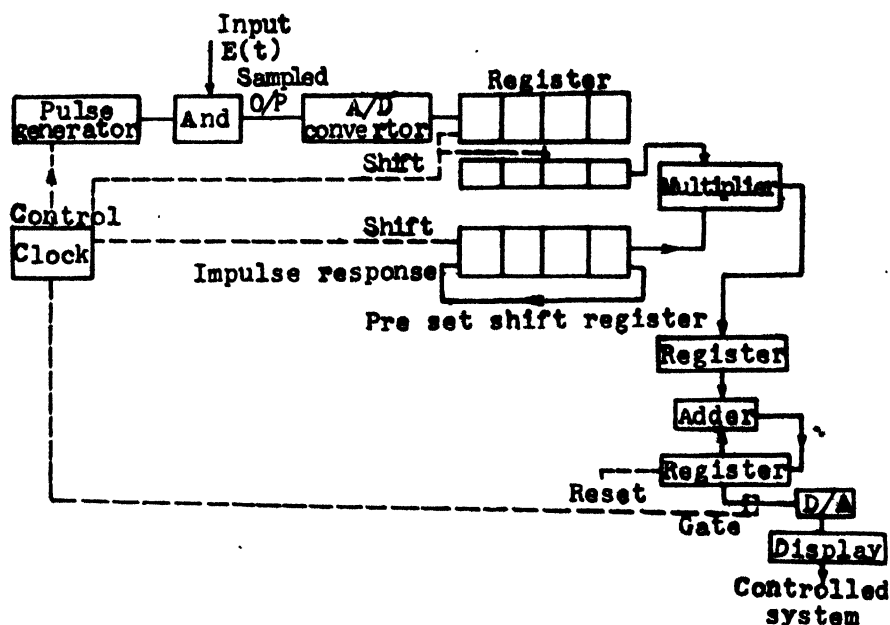 Input
E(t)
Sampled
O/P
Register
Pulse
generator
And
A/D
convertor
Shift
Multiplier
Control
Clock
Shift
Impulse response
Pre set shift register
Register
Adder
Register
Reset
Gate
D/A
Display
Controlled
system